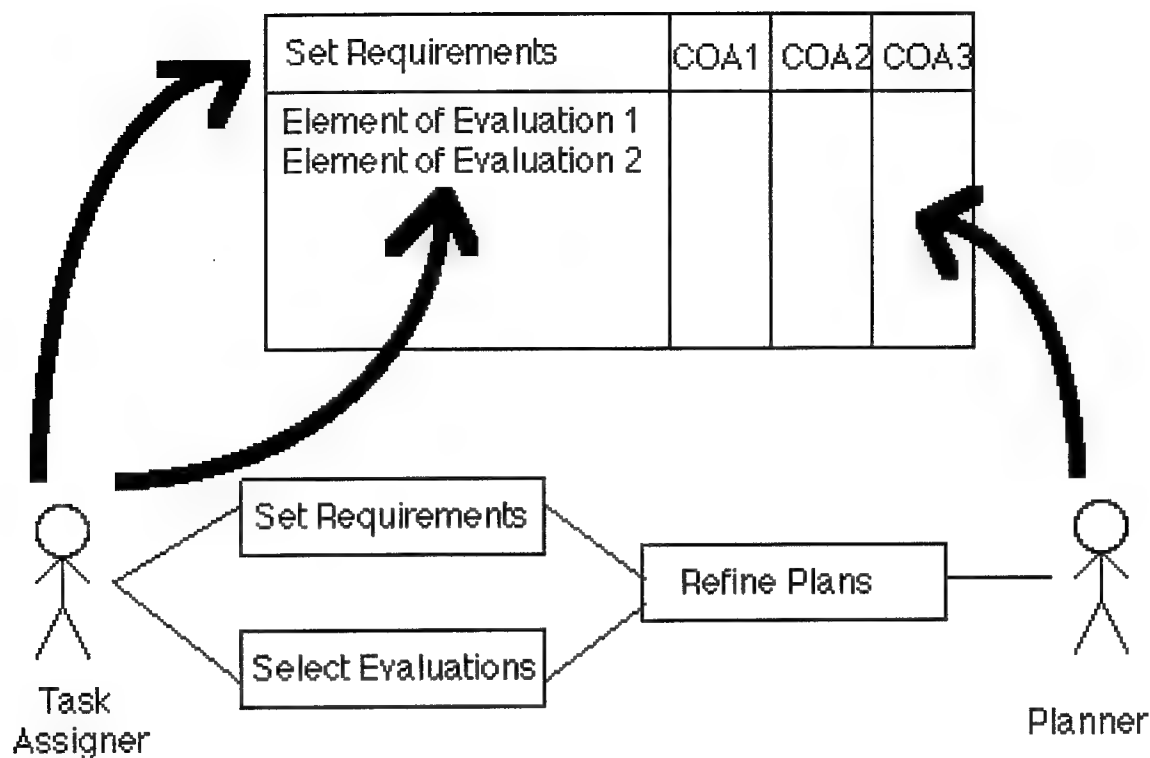 Set Requirements COA1 COA2 COA3
Element of Evaluation 1
Element of Evaluation 2
Set Requirements
Refine Plans
Select Evaluations
Task
Assigner
Planner